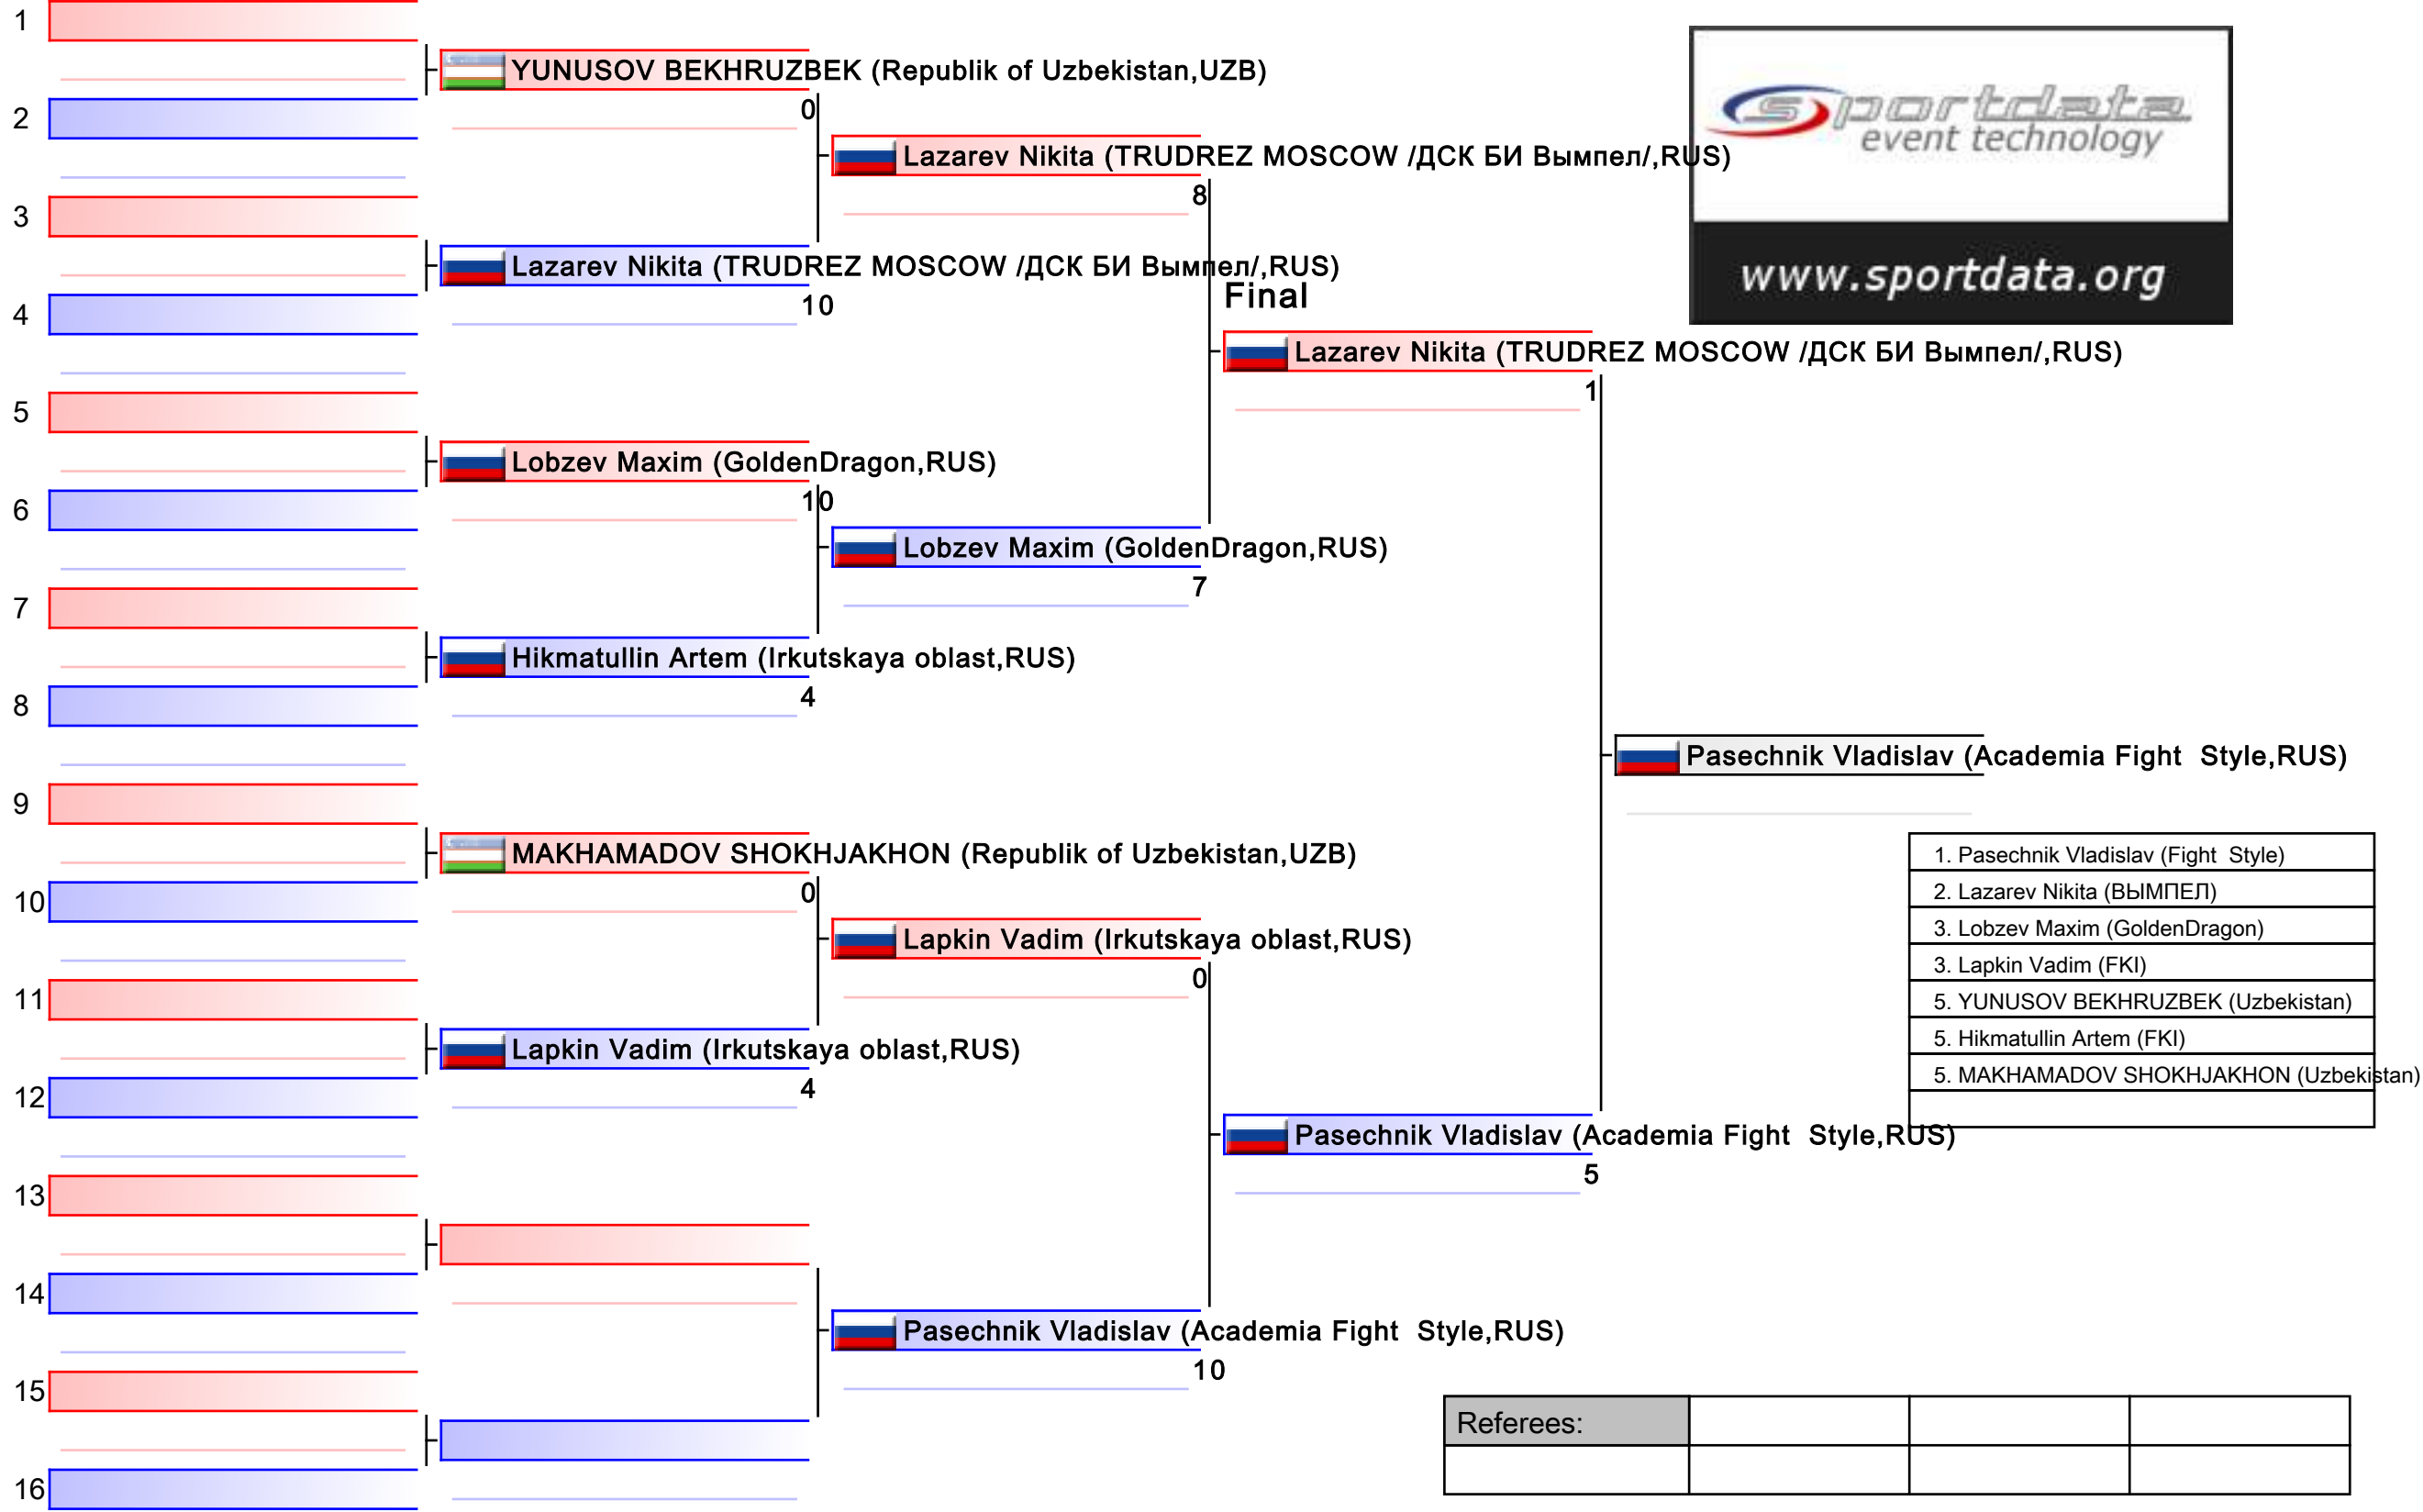 1
YUNUSOV BEKHRUZBEK (Republik of Uzbekistan,UZB)
0
2
Lazarev Nikita (TRUDREZ MOSCOW /ДСК БИ Вымпел/,RUS)
8
3
Lazarev Nikita (TRUDREZ MOSCOW /ДСК БИ Вымпел/,RUS)
10
4
Final
Lazarev Nikita (TRUDREZ MOSCOW /ДСК БИ Вымпел/,RUS)
1
5
Lobzev Maxim (GoldenDragon,RUS)
10
6
Lobzev Maxim (GoldenDragon,RUS)
7
7
Hikmatullin Artem (Irkutskaya oblast,RUS)
4
8
Pasechnik Vladislav (Academia Fight  Style,RUS)
9
MAKHAMADOV SHOKHJAKHON (Republik of Uzbekistan,UZB)
0
10
Lapkin Vadim (Irkutskaya oblast,RUS)
0
11
Lapkin Vadim (Irkutskaya oblast,RUS)
4
12
Pasechnik Vladislav (Academia Fight  Style,RUS)
5
13
14
Pasechnik Vladislav (Academia Fight  Style,RUS)
10
15
16
sportdata
event technology
www.sportdata.org
1. Pasechnik Vladislav (Fight  Style)
2. Lazarev Nikita (ВЫМПЕЛ)
3. Lobzev Maxim (GoldenDragon)
3. Lapkin Vadim (FKI)
5. YUNUSOV BEKHRUZBEK (Uzbekistan)
5. Hikmatullin Artem (FKI)
5. MAKHAMADOV SHOKHJAKHON (Uzbekistan)
Referees: